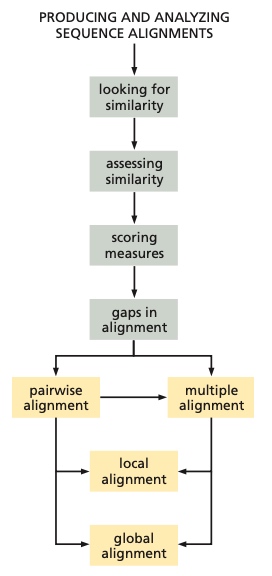 PRODUCING AND ANALYZING
SEQUENCE ALIGNMENTS
looking for
similarity
assessing
similarity
scoring
measures
gaps in
alignment
pairwise
alignment
multiple
alignment
local
alignment
global
alignment